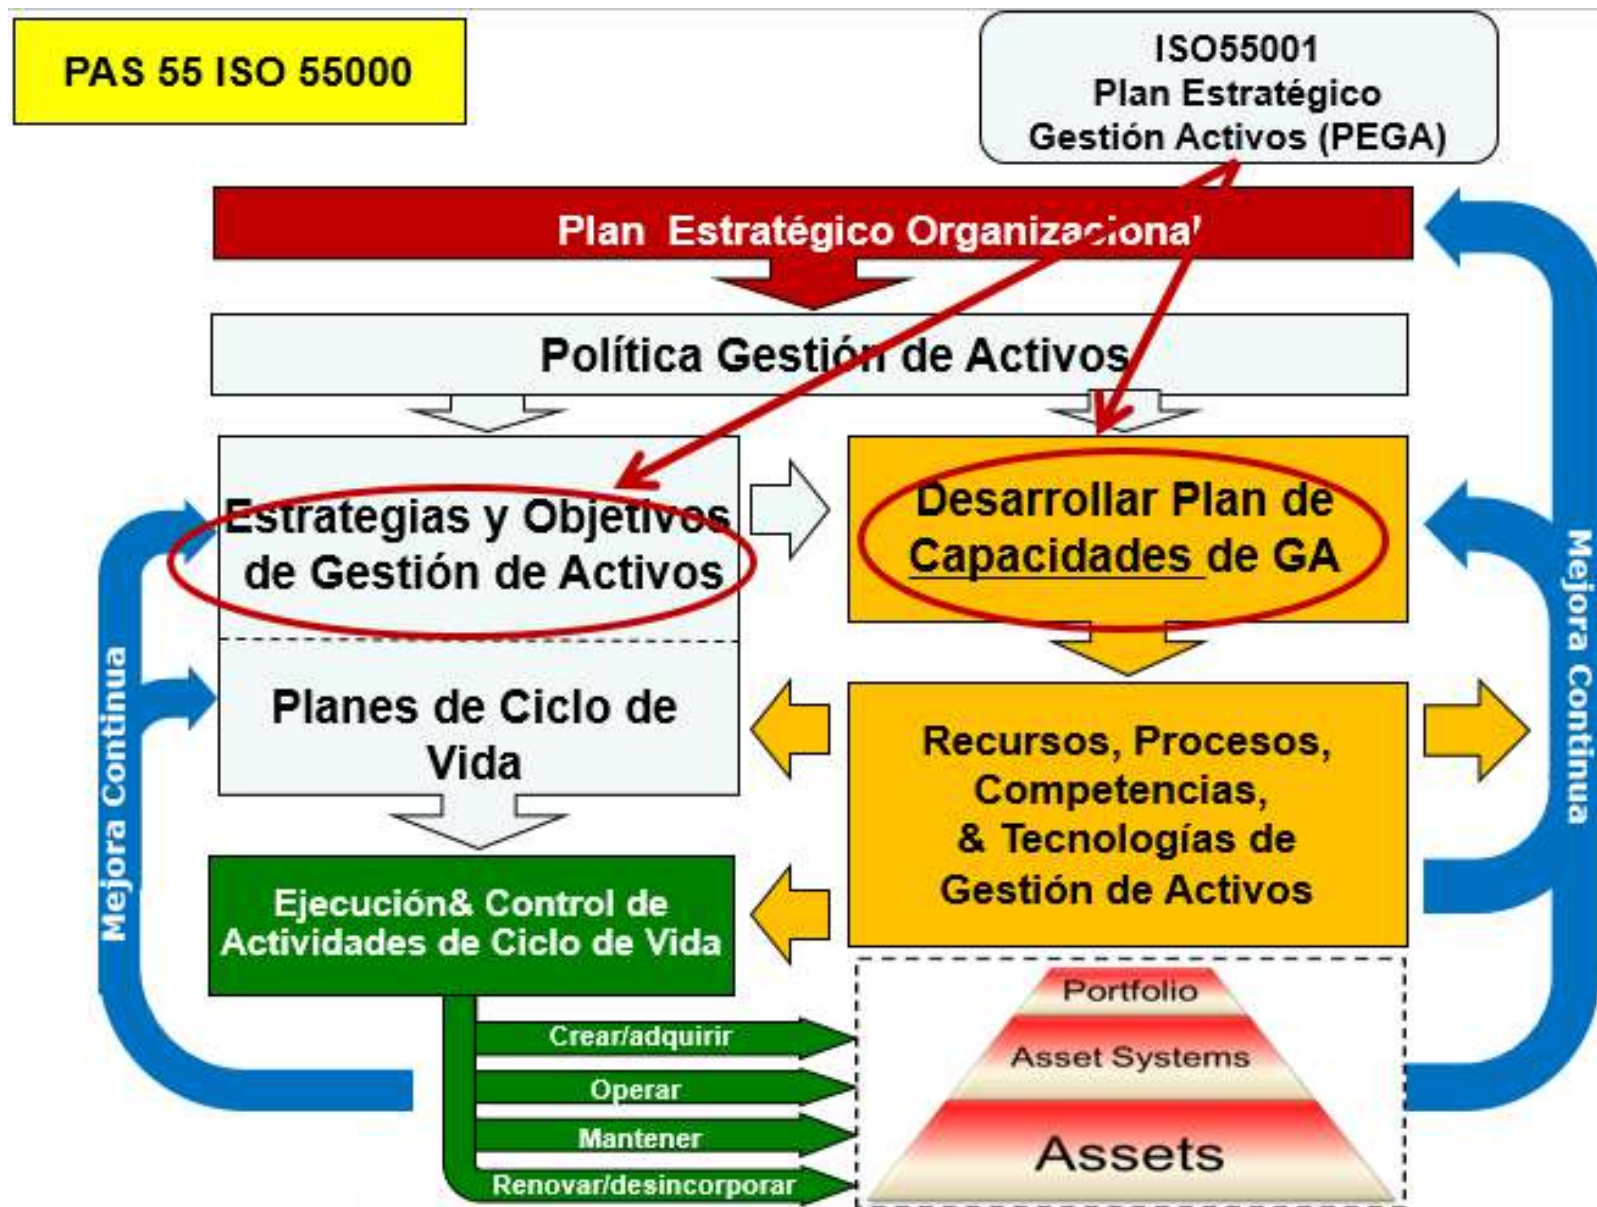 PAS 55 ISO 55000
ISO55001
Plan Estratégico
Gestión Activos (PEGA)
Plan Estratégico Organizacional
Política Gestión de Activos
Estrategias y Objetivos
de Gestión de Activos
Desarrollar Plan de
Capacidades de GA
Planes de Ciclo de
Vida
Recursos, Procesos,
Competencias,
& Tecnologías de
Gestión de Activos
Ejecución& Control de
Actividades de Ciclo de Vida
Mejora Continua
Mejora Continua
Crear/adquirir
Operar
Mantener
Renovar/desincorporar
Portfolio
Asset Systems
Assets